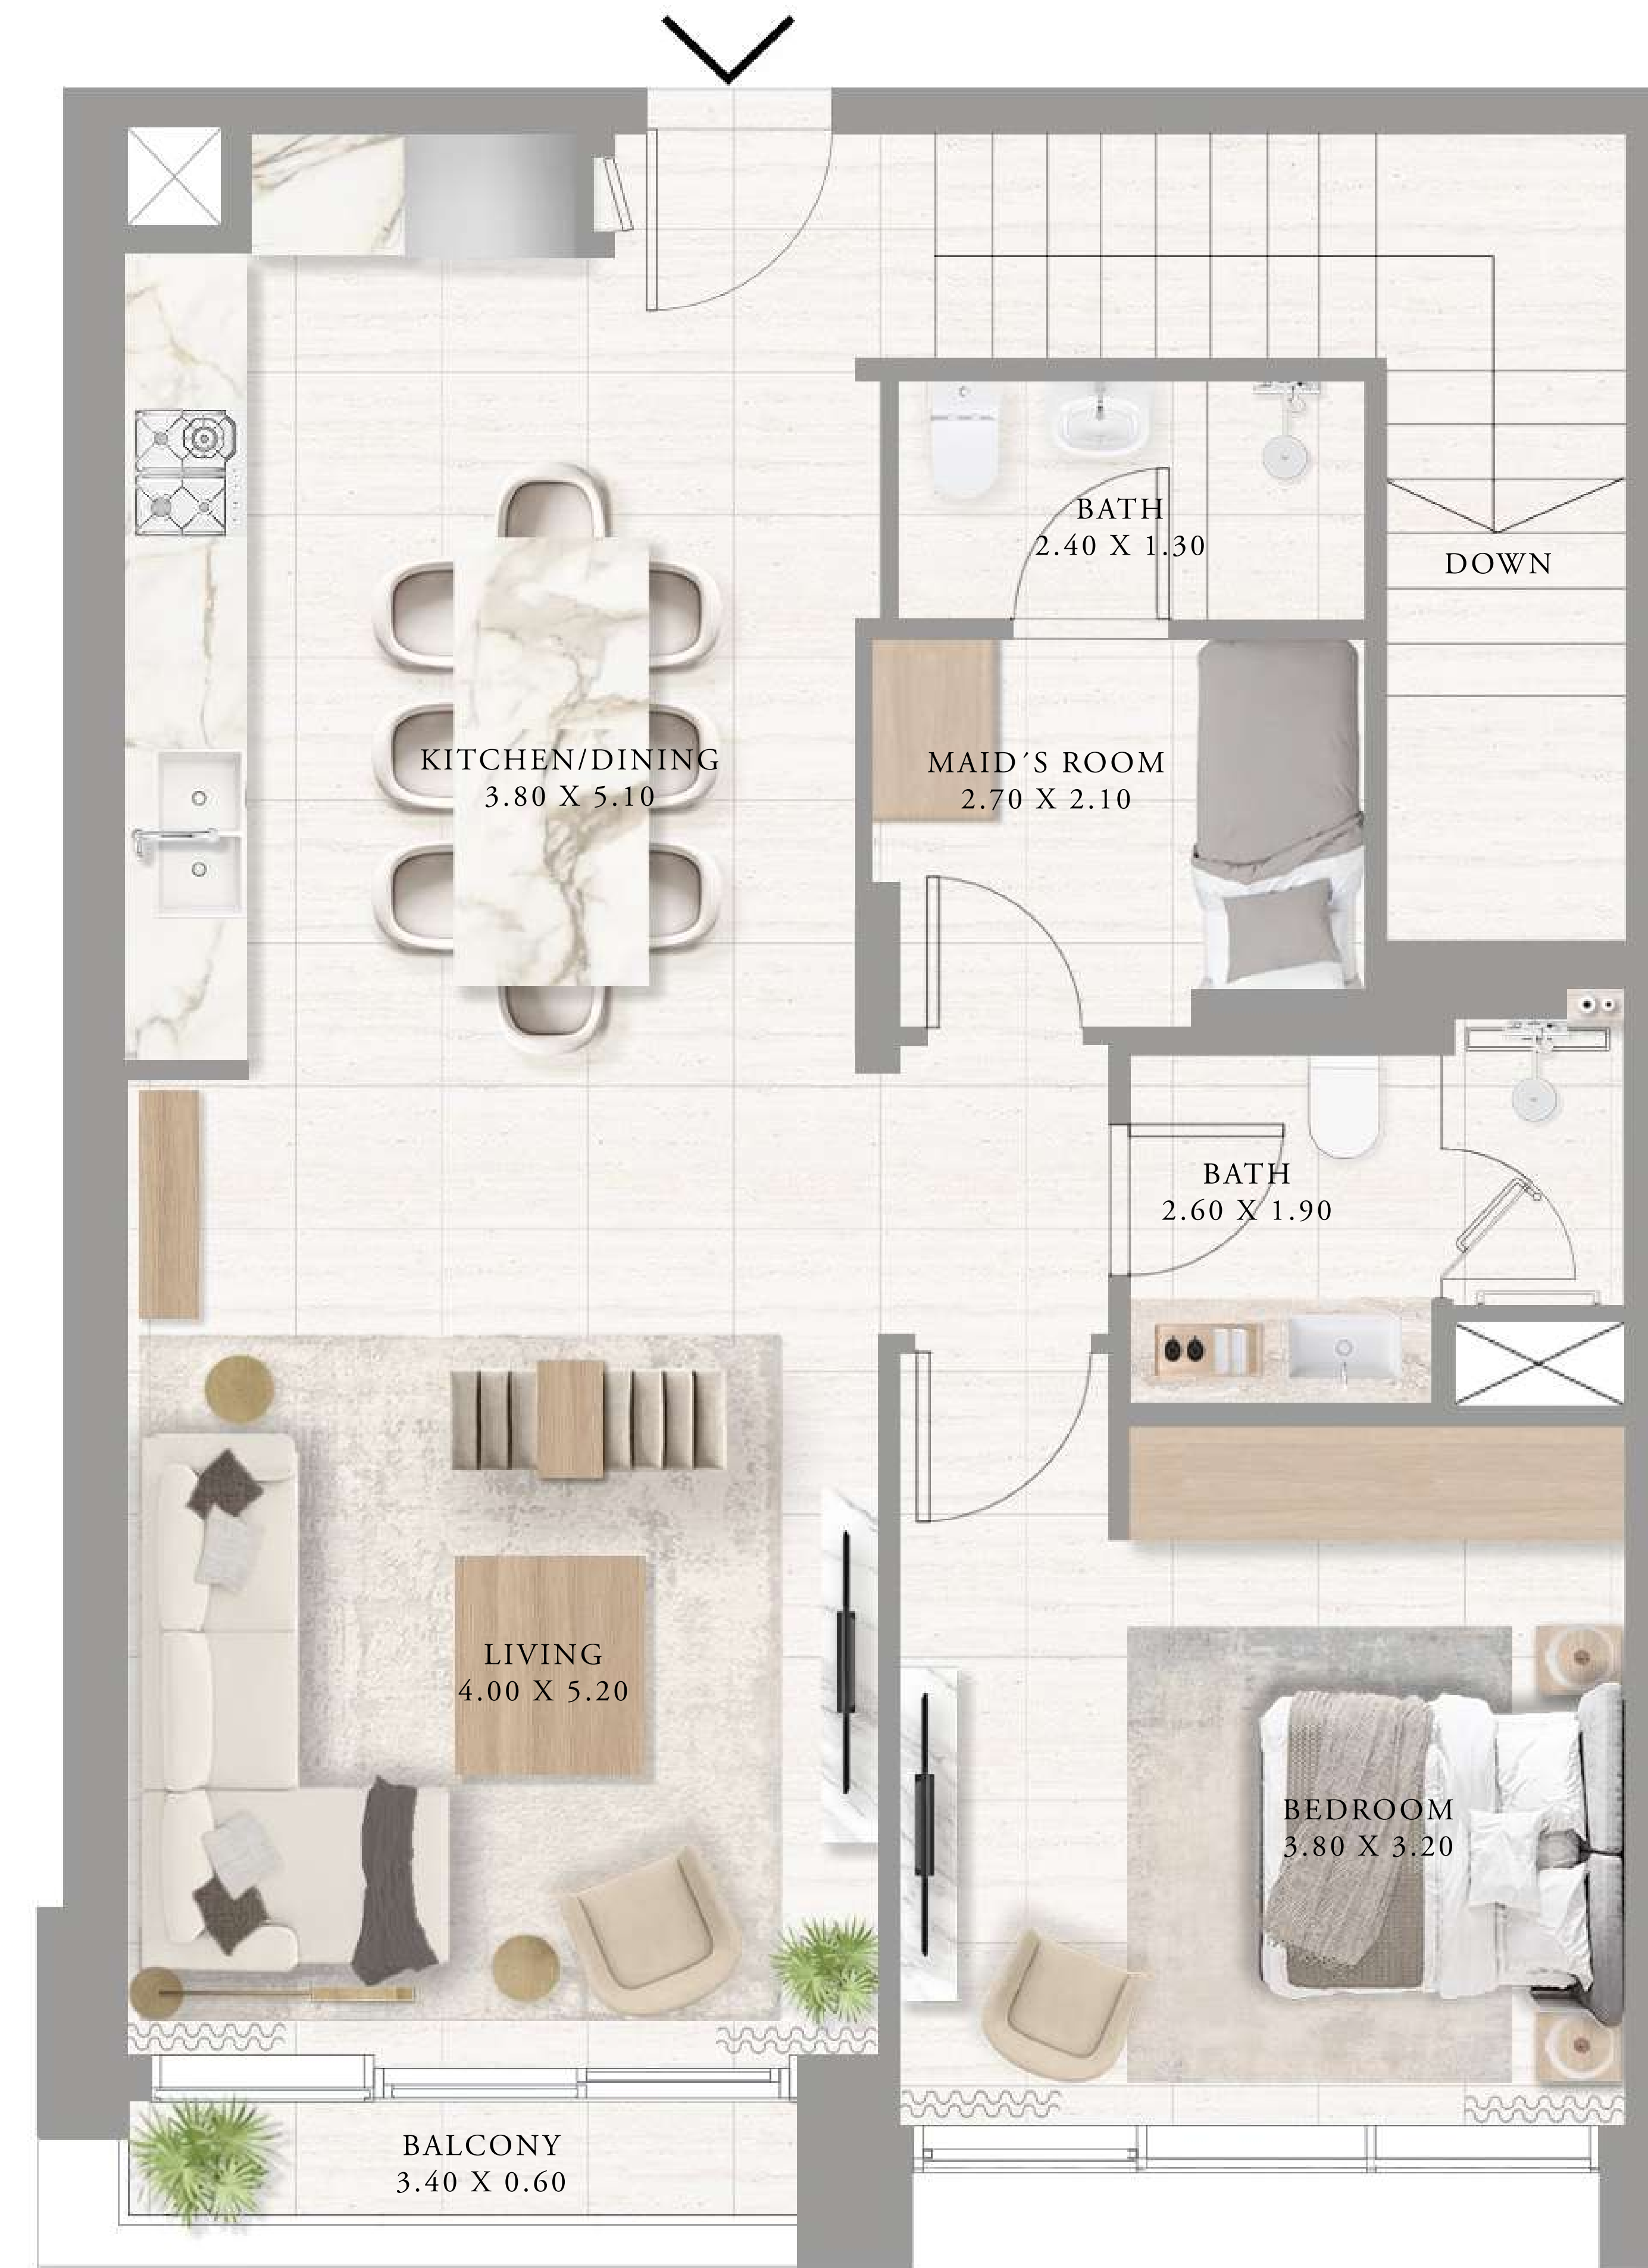 BATH
2.40 X 1.30
DOWN
KITCHEN/DINING
3.80 X 5.10
MAID´S ROOM
2.70 X 2.10
BATH
2.60 X 1.90
LIVING
4.00 X 5.20
BEDROOM
3.80 X 3.20
BALCONY
3.40 X 0.60